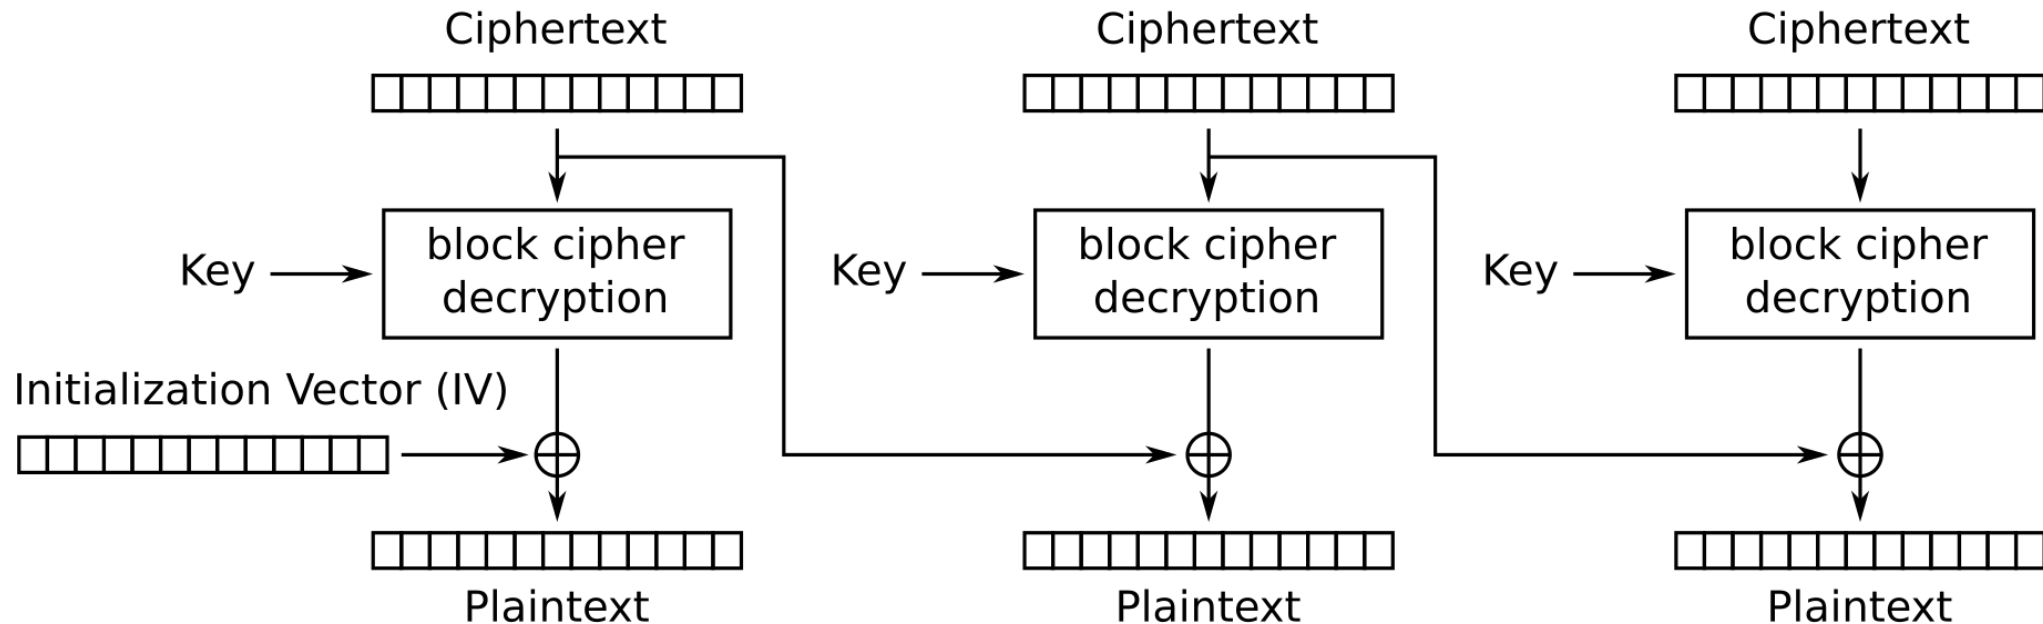 Ciphertext
Ciphertext
Ciphertext
Key
block cipher
decryption
Key
block cipher
decryption
Key
block cipher
decryption
Initialization Vector (IV)
Plaintext
Plaintext
Plaintext